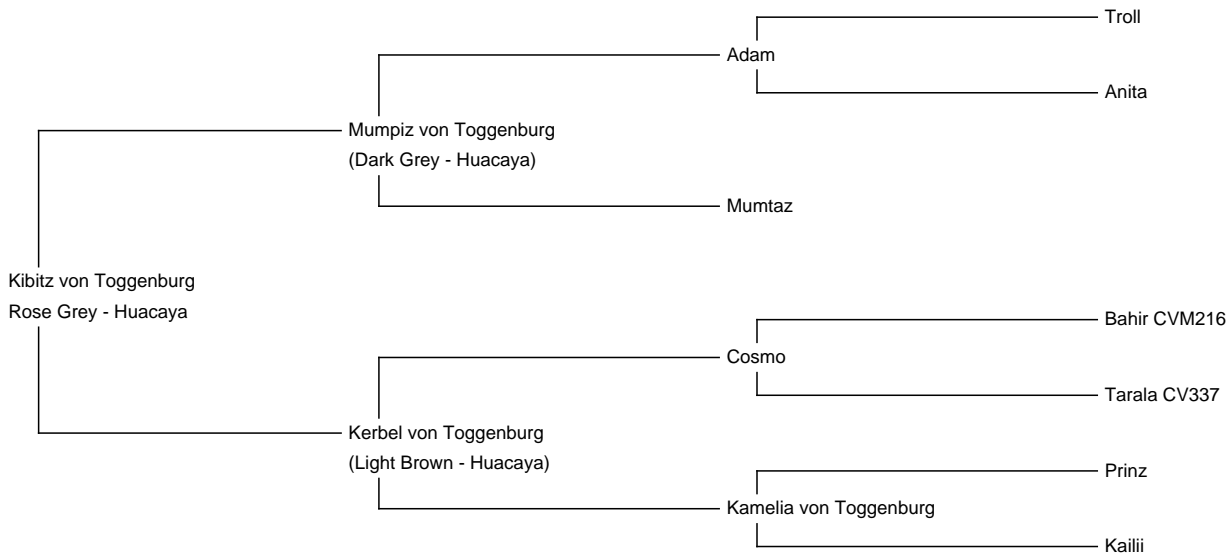 Troll
Adam
Anita
Mumpiz von Toggenburg
(Dark Grey - Huacaya)
Mumtaz
Kibitz von Toggenburg
Rose Grey - Huacaya
Bahir CVM216
Cosmo
Tarala CV337
Kerbel von Toggenburg
(Light Brown - Huacaya)
Prinz
Kamelia von Toggenburg
Kailii